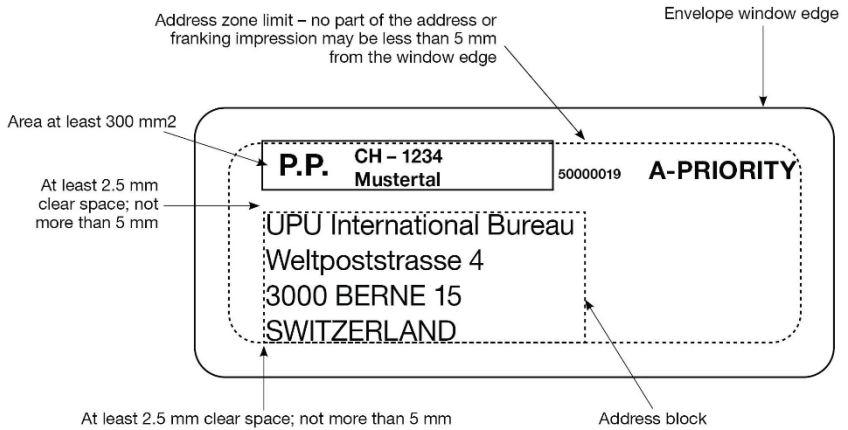 Address zone limit – no part of the address or
franking impression may be less than 5 mm
from the window edge
Envelope window edge
Area at least 300 mm2
P.P.
CH – 1234
Mustertal
50000019
A-PRIORITY
At least 2.5 mm
clear space; not
more than 5 mm
UPU International Bureau
Weltpoststrasse 4
3000 BERNE 15
SWITZERLAND
At least 2.5 mm clear space; not more than 5 mm
Address block